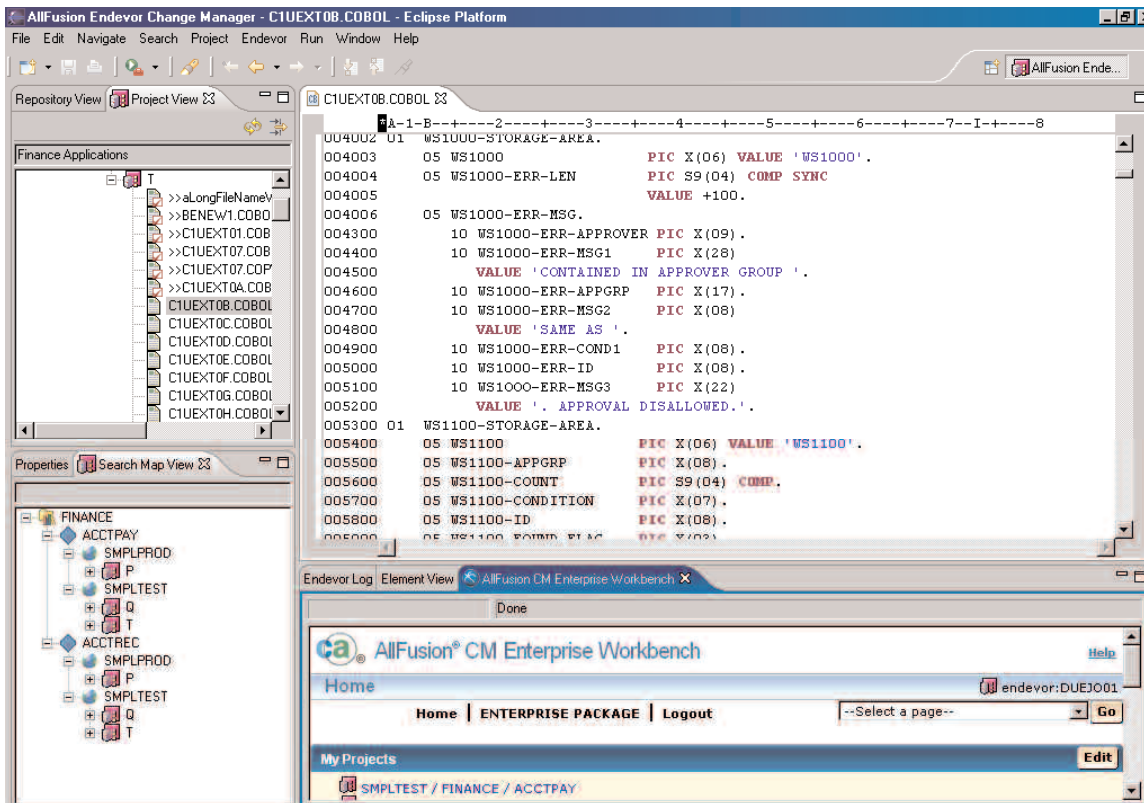 AllFusion Endevor Change Manager - C1UEXT0B.COBOL - Eclipse Platform
File Edit Navigate Search Project Endevor Run Window Help
AllFusion Ende...
Repository View Project View
Finance Applications
T
>>aLongFileNameV
>>BENEW1.COBO
>>C1UEXT01.COB
>>C1UEXT07.COB
>>C1UEXT07.COP
>>C1UEXT0A.COB
C1UEXT0B.COBOL
C1UEXT0C.COBOL
C1UEXT0D.COBOL
C1UEXT0E.COBOL
C1UEXT0F.COBOL
C1UEXT0G.COBOL
C1UEXT0H.COBOL
Properties Search Map View
FINANCE
ACCTPAY
SMPLPROD
P
SMPLTEST
Q
T
ACCTREC
SMPLPROD
P
SMPLTEST
Q
T
C1UEXT0B.COBOL
*A-1-B--+----2----+----3----+----4----+----5----+----6----+----7--I-+----8
004002 01 WS1000-STORAGE-AREA.
004003 05 WS1000 PIC X(06) VALUE 'WS1000'.
004004 05 WS1000-ERR-LEN PIC S9(04) COMP SYNC
004005 VALUE +100.
004006 05 WS1000-ERR-MSG.
004300 10 WS1000-ERR-APPROVER PIC X(09).
004400 10 WS1000-ERR-MSG1 PIC X(28)
004500 VALUE 'CONTAINED IN APPROVER GROUP '.
004600 10 WS1000-ERR-APPGRP PIC X(17).
004700 10 WS1000-ERR-MSG2 PIC X(08)
004800 VALUE 'SAME AS '.
004900 10 WS1000-ERR-COND1 PIC X(08).
005000 10 WS1000-ERR-ID PIC X(08).
005100 10 WS1000-ERR-MSG3 PIC X(22)
005200 VALUE '. APPROVAL DISALLOWED.'.
005300 01 WS1100-STORAGE-AREA.
005400 05 WS1100 PIC X(06) VALUE 'WS1100'.
005500 05 WS1100-APPGRP PIC X(08).
005600 05 WS1100-COUNT PIC S9(04) COMP.
005700 05 WS1100-CONDITION PIC X(07).
005800 05 WS1100-ID PIC X(08).
05 WS1100-FOUND-FLAG PIC
Endevor Log Element View AllFusion CM Enterprise Workbench
Done
ca AllFusion® CM Enterprise Workbench
Help
Home
endevor:DUEJO01
Home | ENTERPRISE PACKAGE | Logout
--Select a page--
Go
My Projects
Edit
SMPLTEST / FINANCE / ACCTPAY